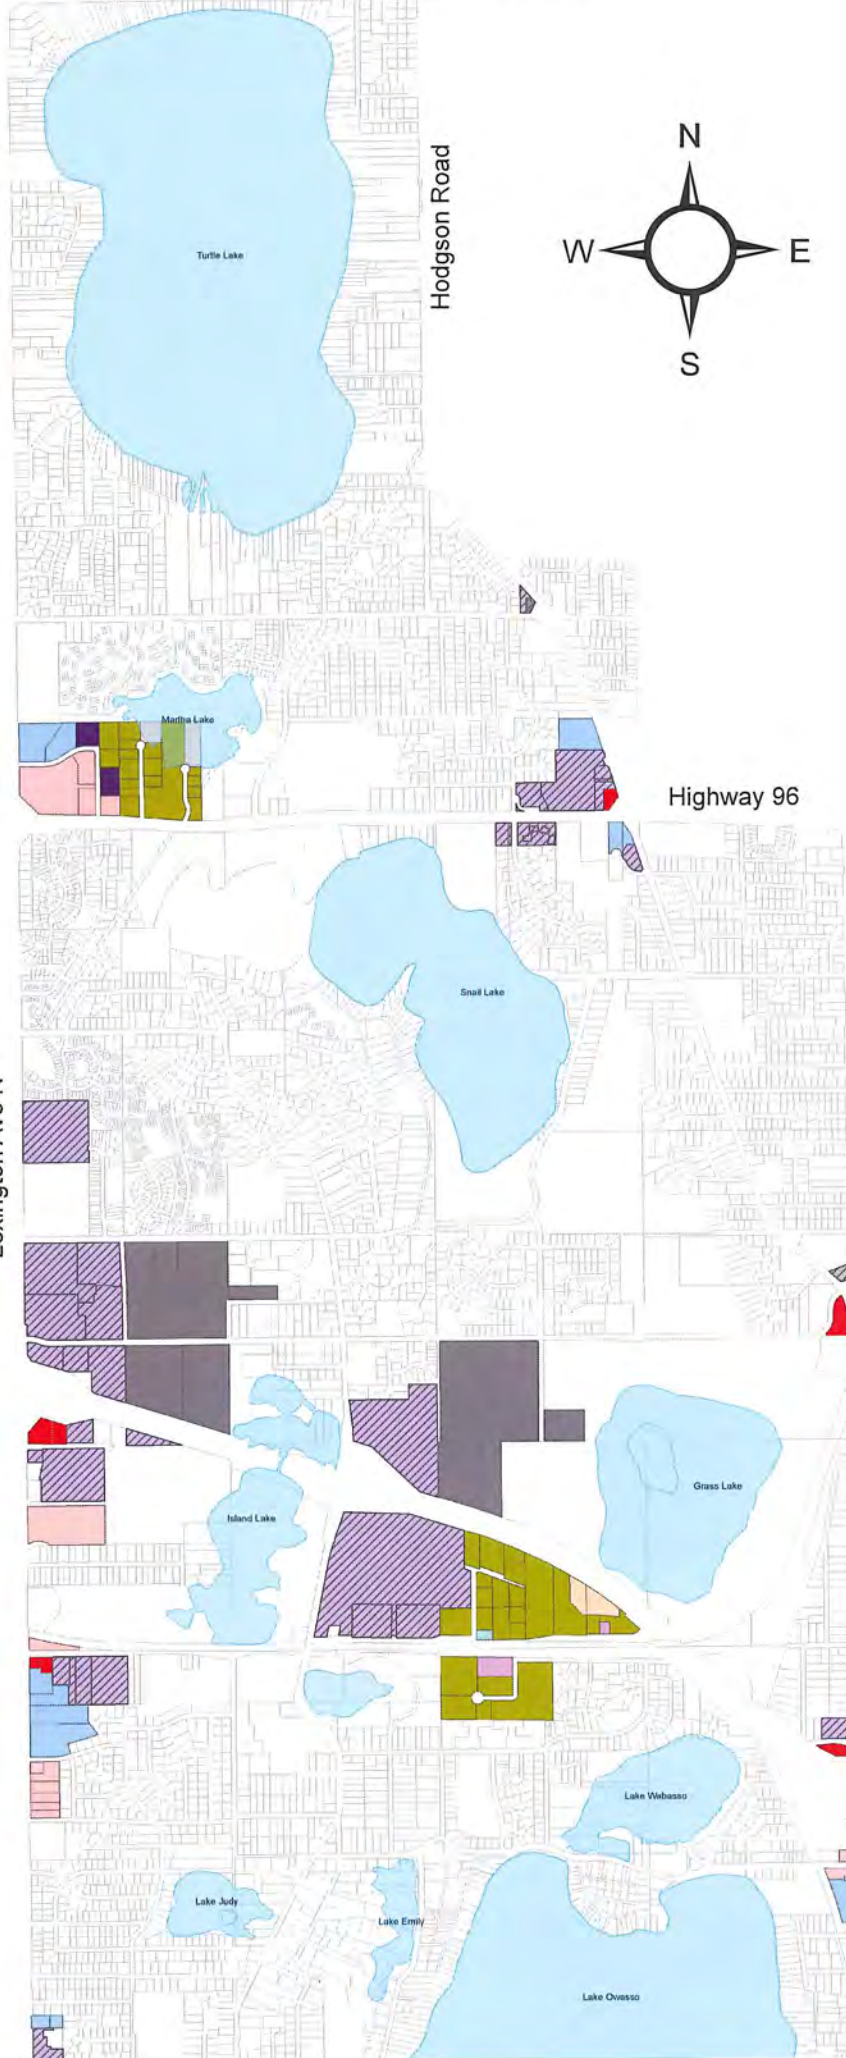 N
Hodgson Road
W
E
Turtle Lake
S
Martha Lake
Highway 96
Snail Lake
Grass Lake
Island Lake
Lake Wabasso
Lake Judy
Lake Emily
Lake Owasso